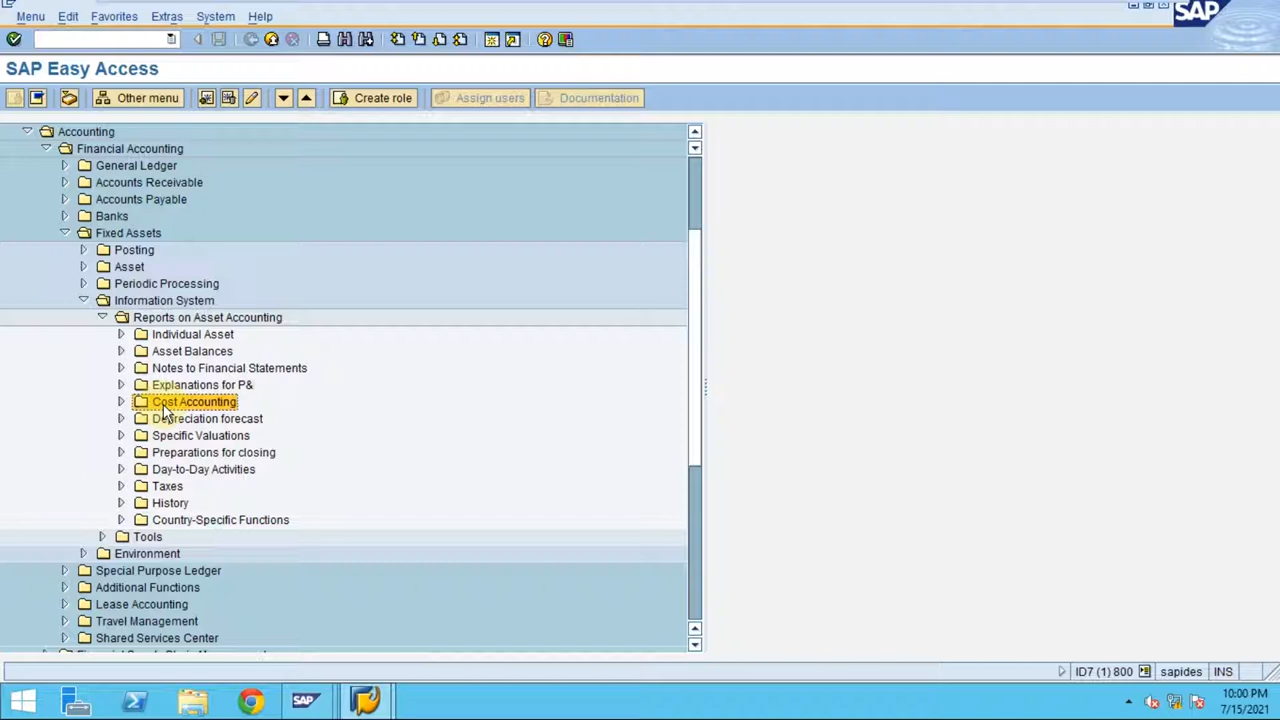 Menu Edit Favorites Extras System Help
SAP
SAP Easy Access
Other menu Create role Assign users Documentation
Accounting
Financial Accounting
General Ledger
Accounts Receivable
Accounts Payable
Banks
Fixed Assets
Posting
Asset
Periodic Processing
Information System
Reports on Asset Accounting
Individual Asset
Asset Balances
Notes to Financial Statements
Explanations for P&
Cost Accounting
Depreciation forecast
Specific Valuations
Preparations for closing
Day-to-Day Activities
Taxes
History
Country-Specific Functions
Tools
Environment
Special Purpose Ledger
Additional Functions
Lease Accounting
Travel Management
Shared Services Center
ID7 (1) 800 sapides INS
SAP
10:00 PM
7/15/2021